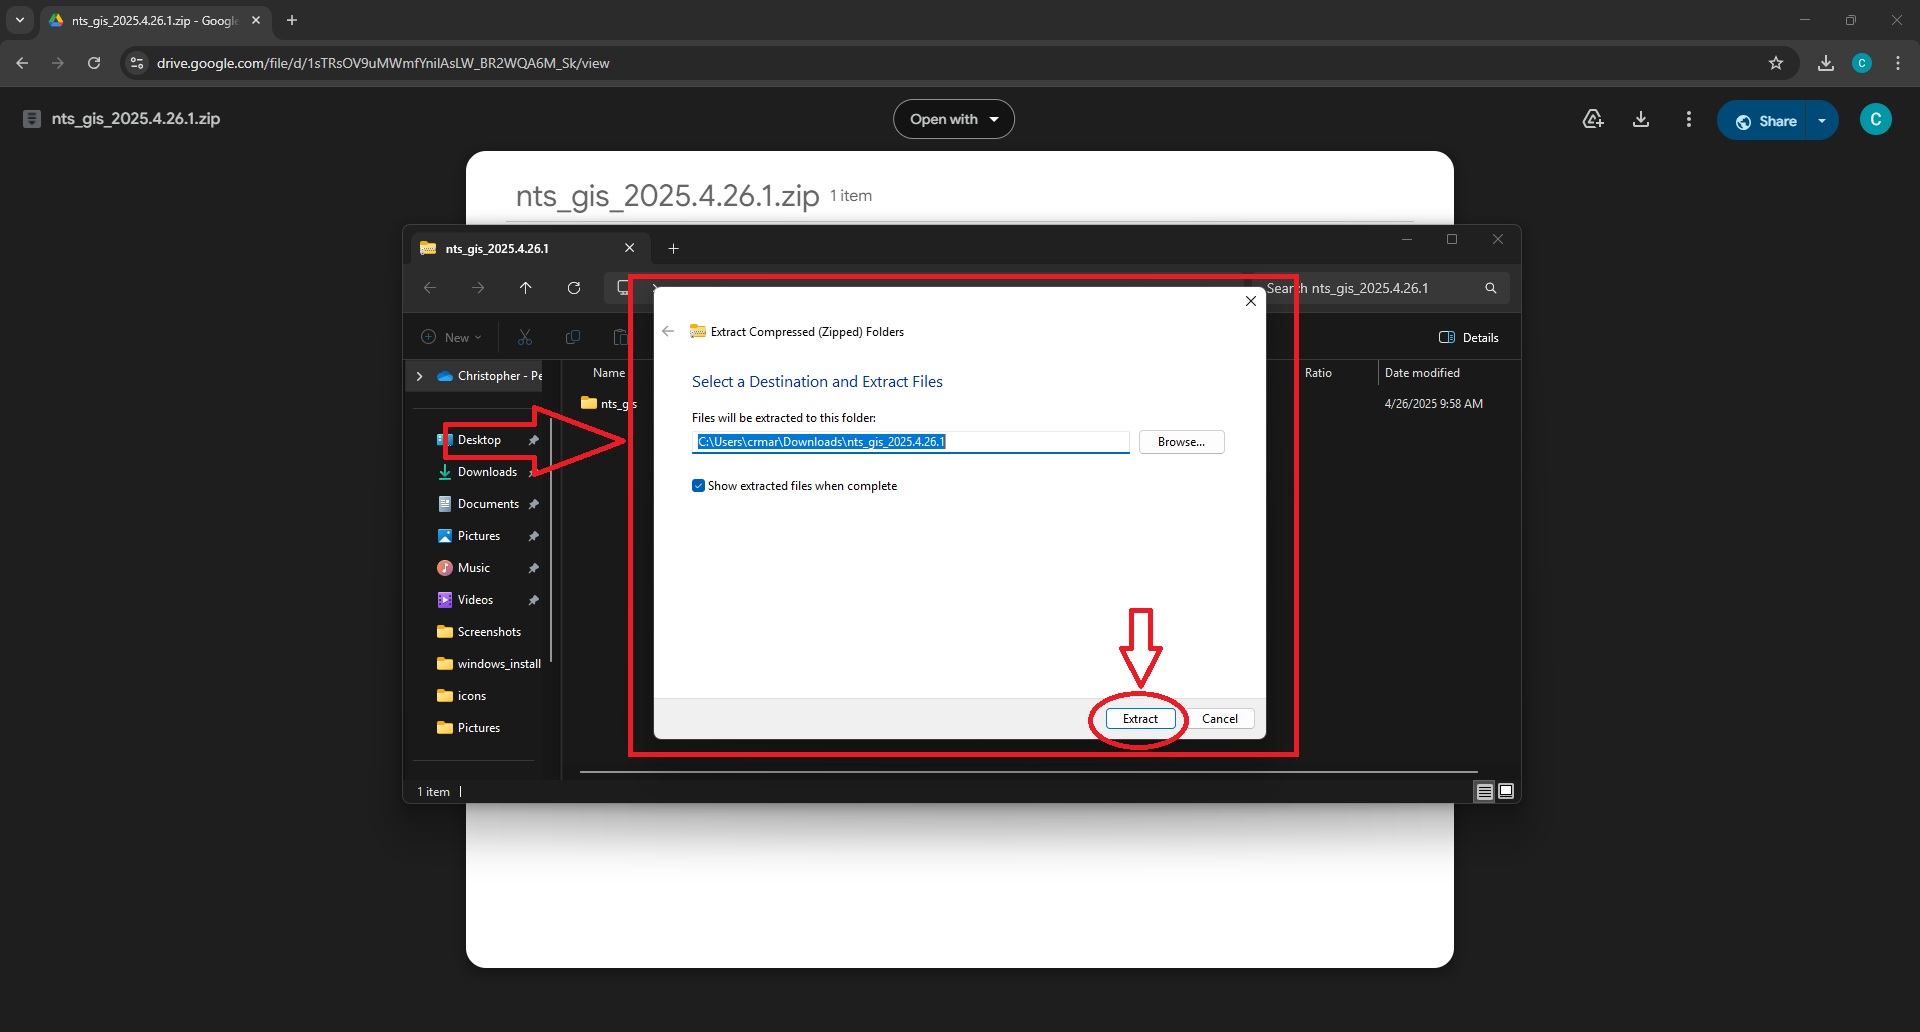 nts_gis_2025.4.26.1.zip - Google
drive.google.com/file/d/1sTRsOV9uMWmfYniIAsLW_BR2WQA6M_Sk/view
C
nts_gis_2025.4.26.1.zip
Open with
Share
C
nts_gis_2025.4.26.1.zip 1 item
nts_gis_2025.4.26.1
Search nts_gis_2025.4.26.1
New
Details
Extract Compressed (Zipped) Folders
Christopher - Pe
Name
Ratio
Date modified
Select a Destination and Extract Files
nts_gis
4/26/2025 9:58 AM
Files will be extracted to this folder:
C:\Users\crmar\Downloads\nts_gis_2025.4.26.1
Browse...
Show extracted files when complete
Desktop
Downloads
Documents
Pictures
Music
Videos
Screenshots
windows_install
icons
Pictures
Extract
Cancel
1 item